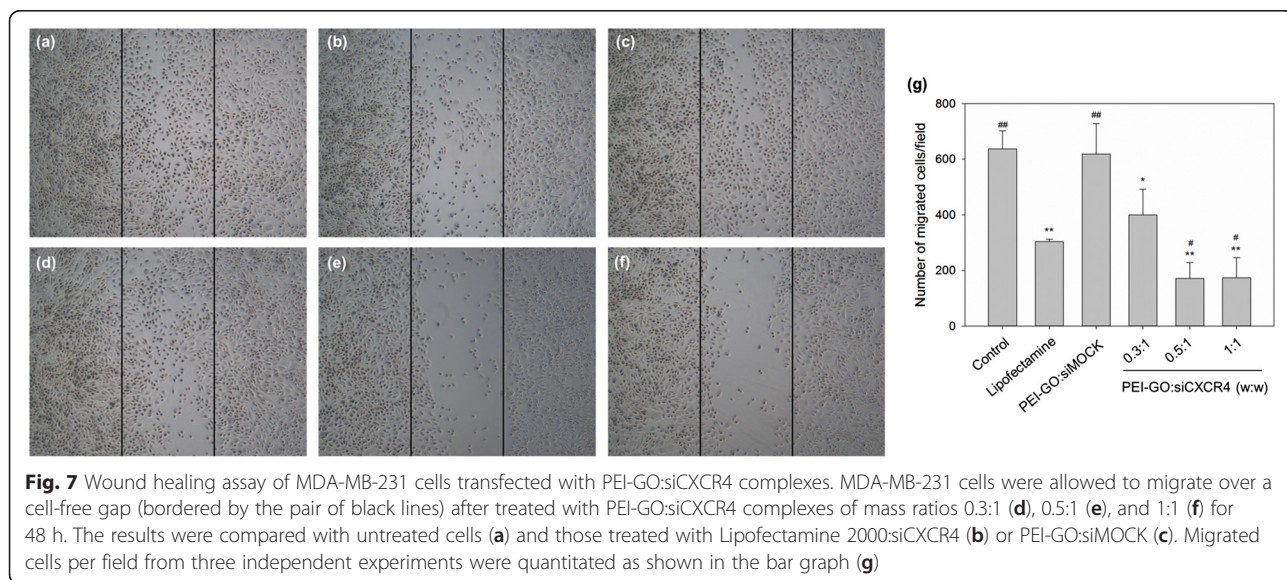 (a)
(b)
(c)
(d)
(e)
(f)
(g)
800
600
400
200
0
Number of migrated cells/field
##
**
##
*
#
**
#
**
Control
Lipofectamine
PEI-GO:siMOCK
0.3:1
0.5:1
1:1
PEI-GO:siCXCR4 (w:w)
Fig. 7 Wound healing assay of MDA-MB-231 cells transfected with PEI-GO:siCXCR4 complexes. MDA-MB-231 cells were allowed to migrate over a
cell-free gap (bordered by the pair of black lines) after treated with PEI-GO:siCXCR4 complexes of mass ratios 0.3:1 (d), 0.5:1 (e), and 1:1 (f) for
48 h. The results were compared with untreated cells (a) and those treated with Lipofectamine 2000:siCXCR4 (b) or PEI-GO:siMOCK (c). Migrated
cells per field from three independent experiments were quantitated as shown in the bar graph (g)